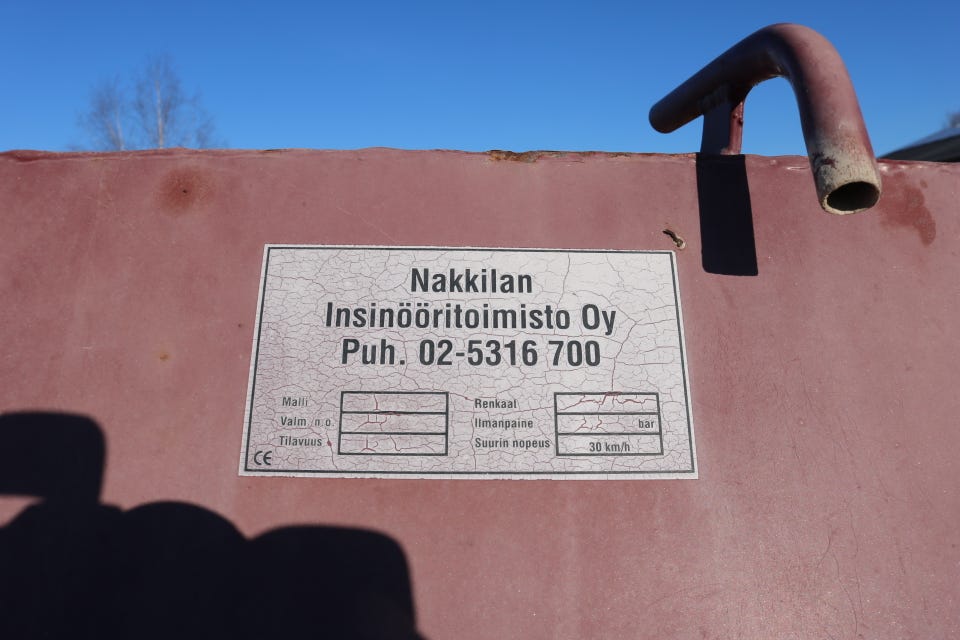 Nakkilan
Insinööritoimisto Oy
Puh. 02-5316 700
Malli
Valm. n:o.
Tilavuus
Renkaat
Ilmanpaine bar
Suurin nopeus 30 km/h
CE